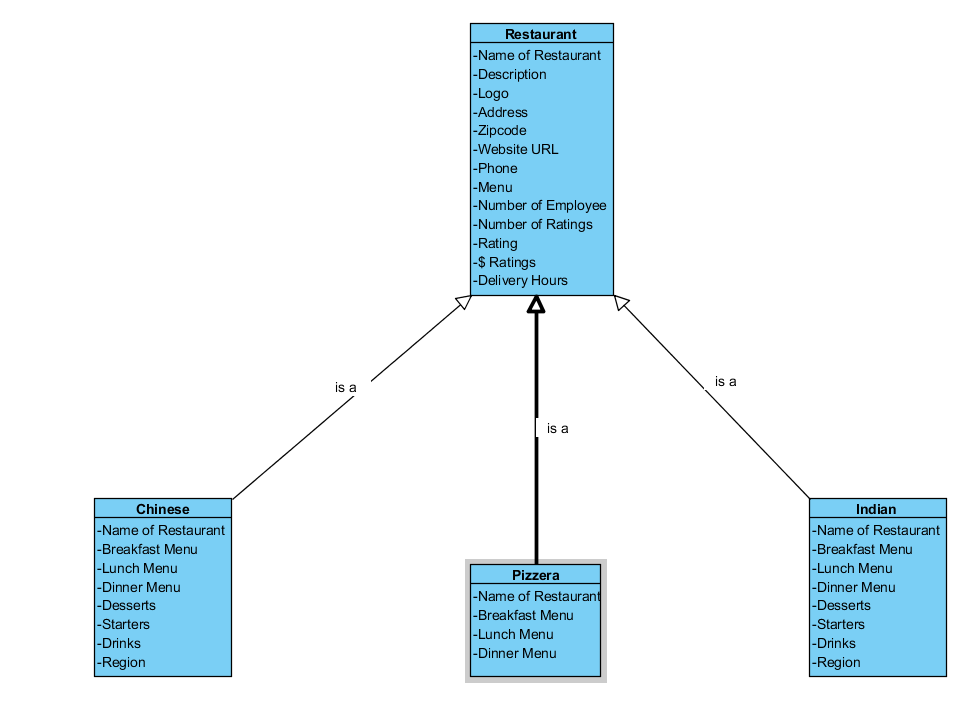 Restaurant
-Name of Restaurant
-Description
-Logo
-Address
-Zipcode
-Website URL
-Phone
-Menu
-Number of Employee
-Number of Ratings
-Rating
-$ Ratings
-Delivery Hours
is a
is a
is a
Chinese
-Name of Restaurant
-Breakfast Menu
-Lunch Menu
-Dinner Menu
-Desserts
-Starters
-Drinks
-Region
Pizzera
-Name of Restaurant
-Breakfast Menu
-Lunch Menu
-Dinner Menu
Indian
-Name of Restaurant
-Breakfast Menu
-Lunch Menu
-Dinner Menu
-Desserts
-Starters
-Drinks
-Region